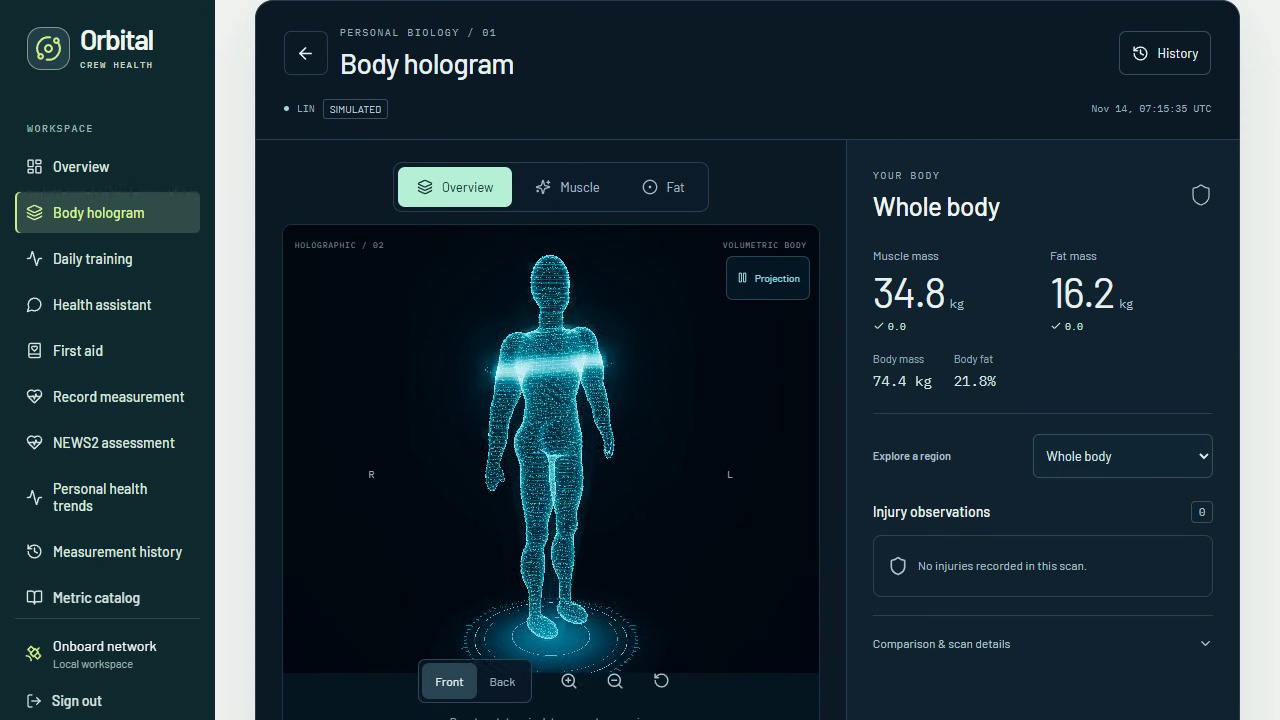 Orbital
CREW HEALTH
WORKSPACE
Overview
Body hologram
Daily training
Health assistant
First aid
Record measurement
NEWS2 assessment
Personal health
trends
Measurement history
Metric catalog
Onboard network
Local workspace
Sign out
PERSONAL BIOLOGY / 01
Body hologram
History
LIN SIMULATED
Nov 14, 07:15:35 UTC
Overview Muscle Fat
HOLOGRAPHIC / 02
VOLUMETRIC BODY
Projection
R L
Front Back
YOUR BODY
Whole body
Muscle mass Fat mass
34.8 kg 16.2 kg
0.0 0.0
Body mass Body fat
74.4 kg 21.8%
Explore a region Whole body
Injury observations 0
No injuries recorded in this scan.
Comparison & scan details